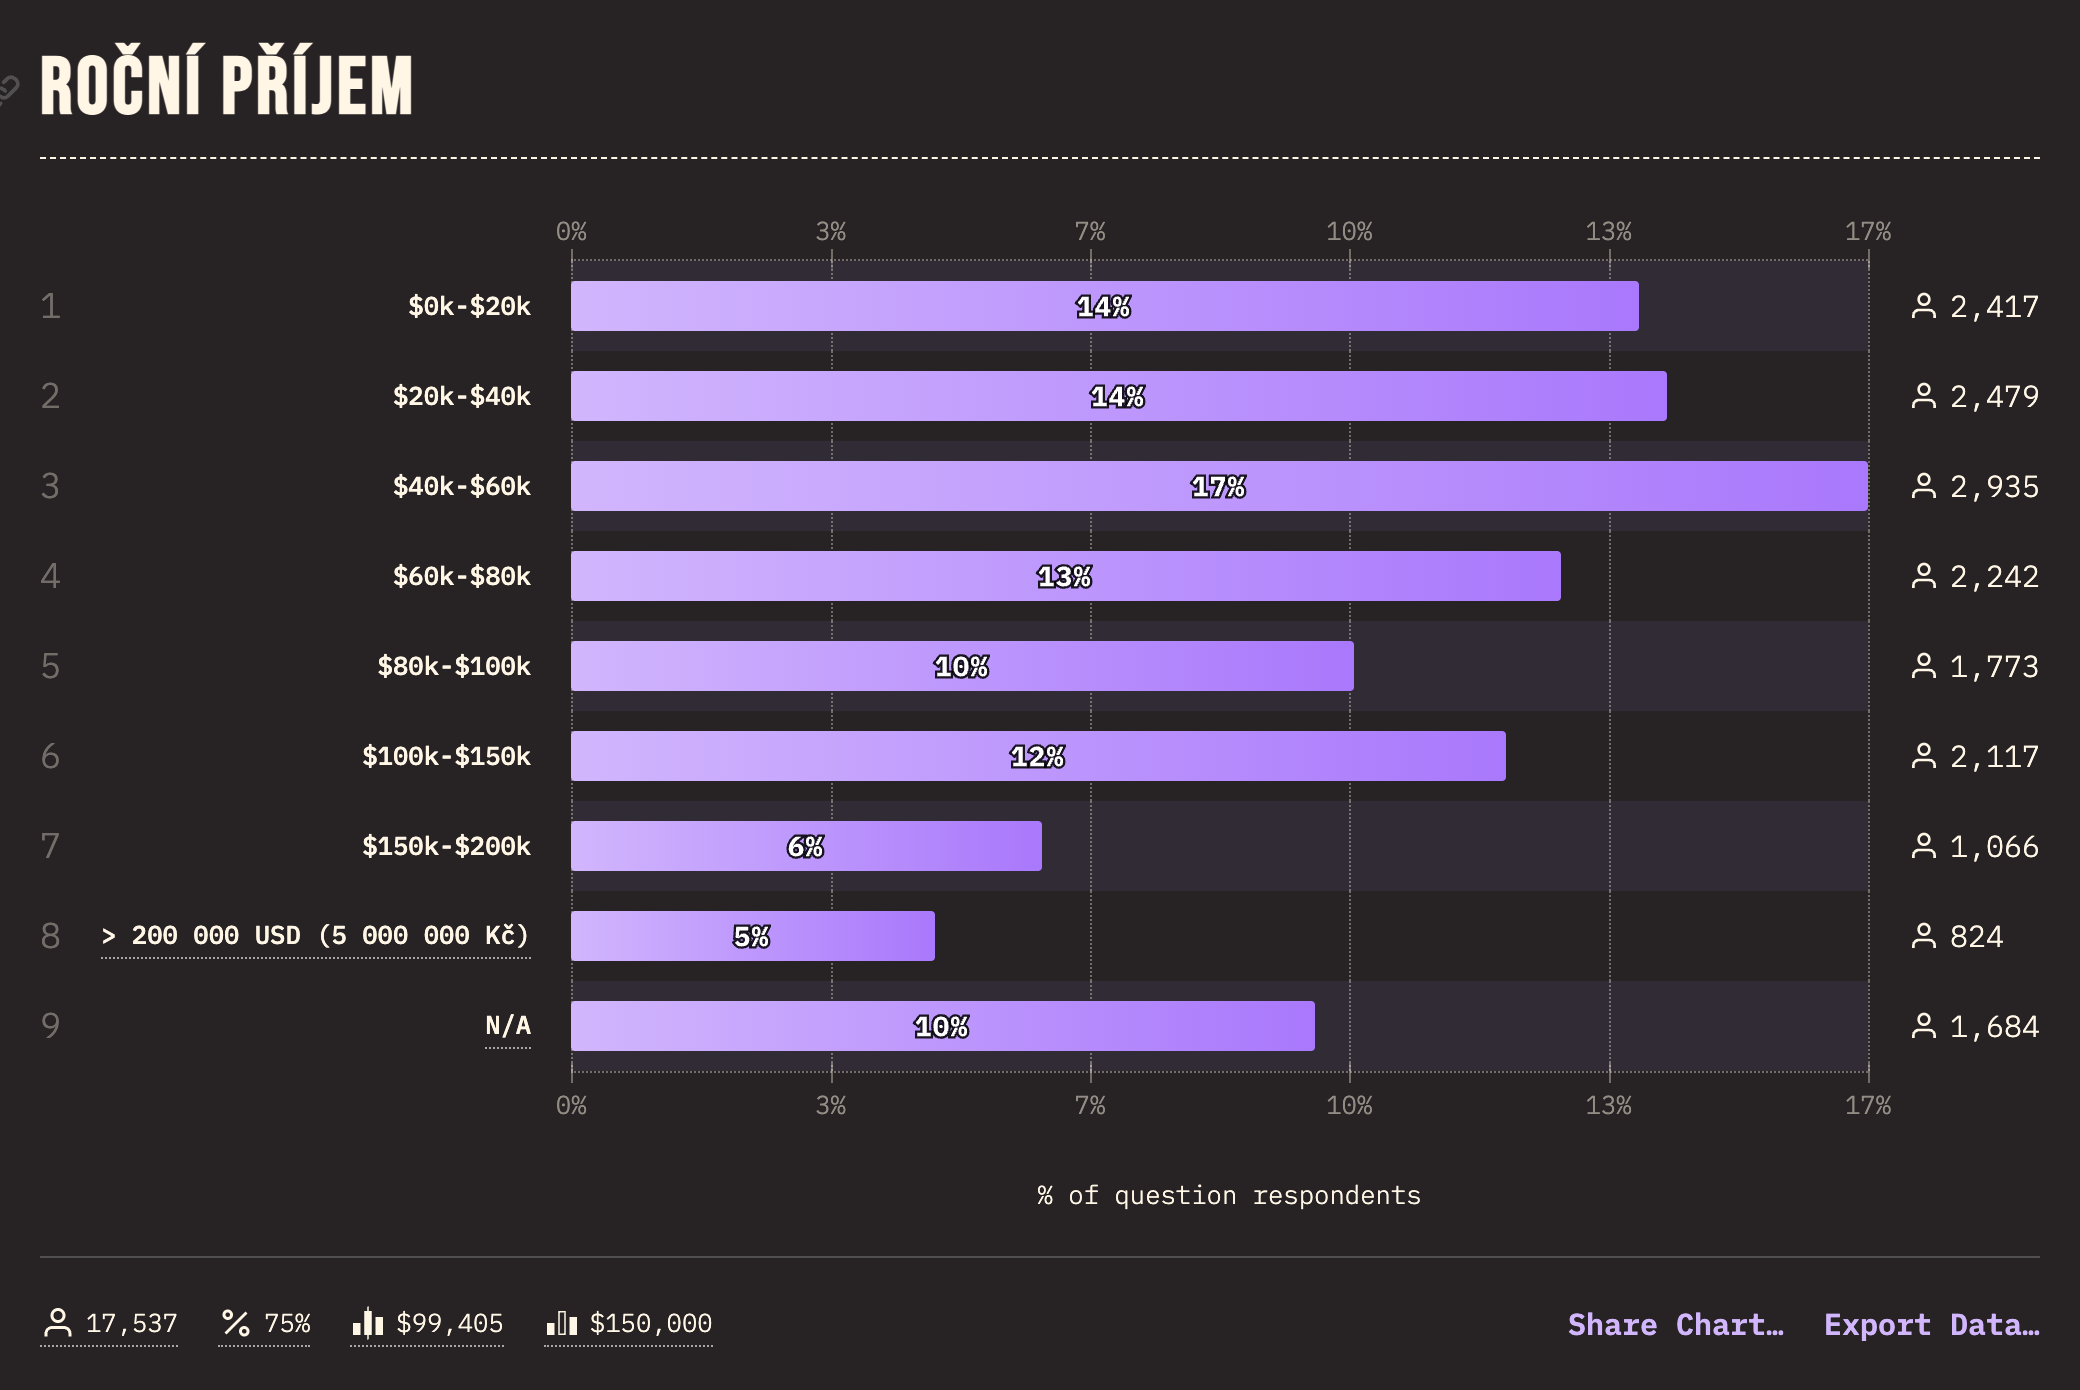 ROČNÍ PŘÍJEM
0% 3% 7% 10% 13% 17%
1 $0k-$20k 14% 2,417
2 $20k-$40k 14% 2,479
3 $40k-$60k 17% 2,935
4 $60k-$80k 13% 2,242
5 $80k-$100k 10% 1,773
6 $100k-$150k 12% 2,117
7 $150k-$200k 6% 1,066
8 > 200 000 USD (5 000 000 Kč) 5% 824
9 N/A 10% 1,684
0% 3% 7% 10% 13% 17%
% of question respondents
17,537 75% $99,405 $150,000 Share Chart… Export Data…